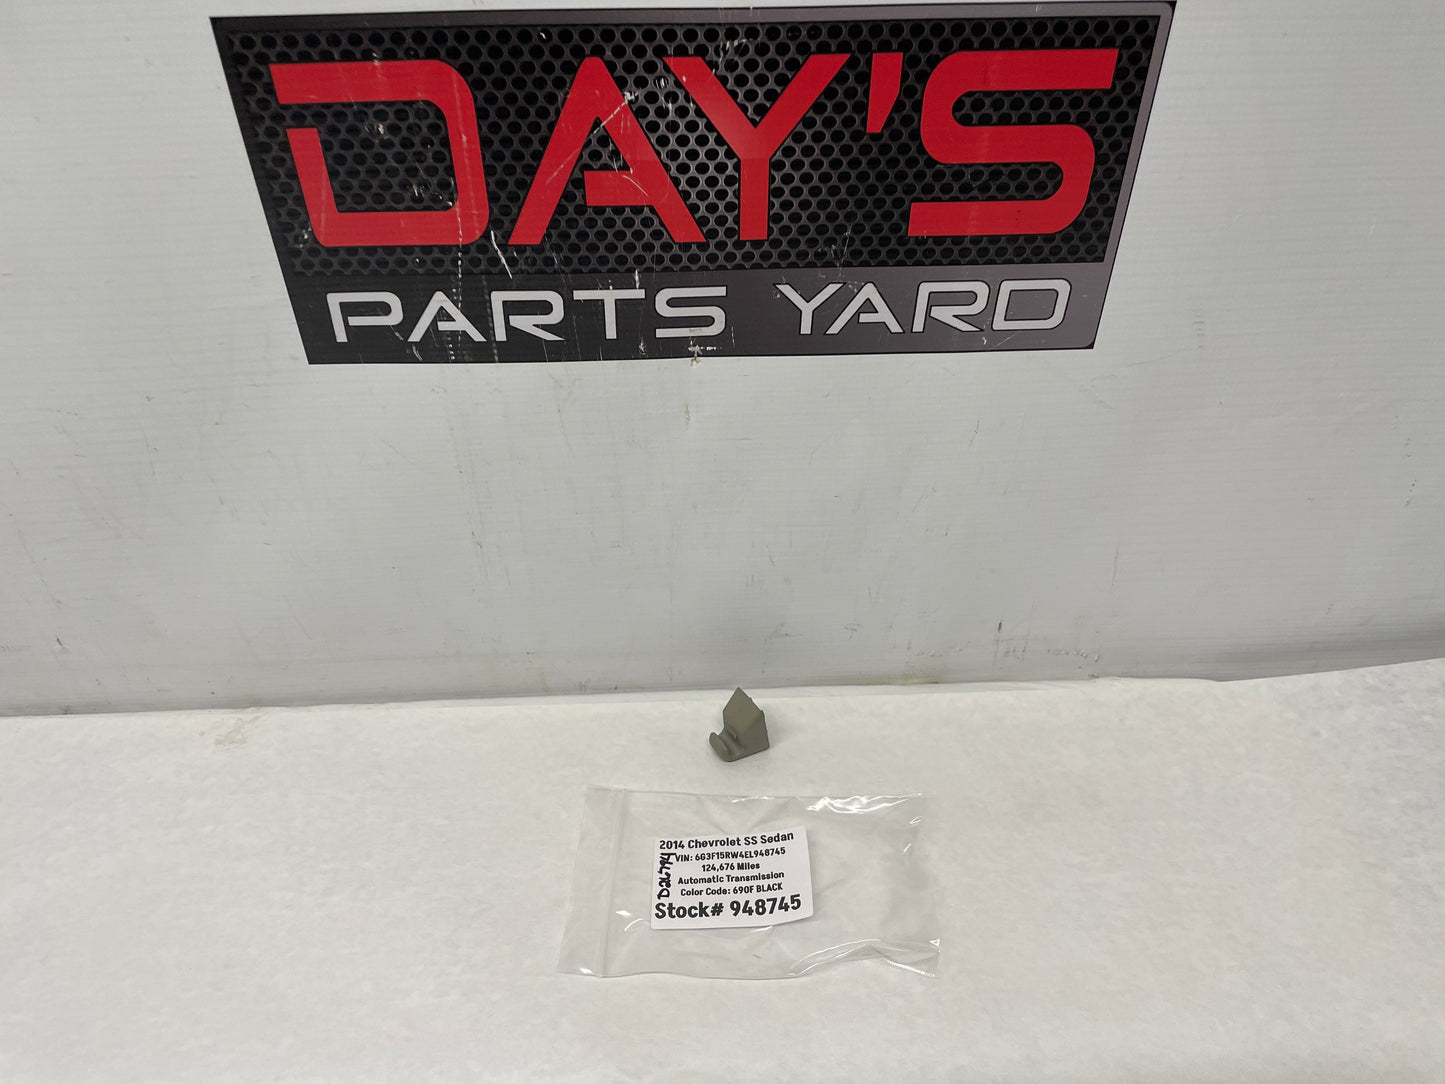 DAY'S
PARTS YARD
2014 Chevrolet SS Sedan
VIN: 6G3F15RW4EL948745
124,676 Miles
Automatic Transmission
Color Code: 690F BLACK
Stock# 948745
D26794